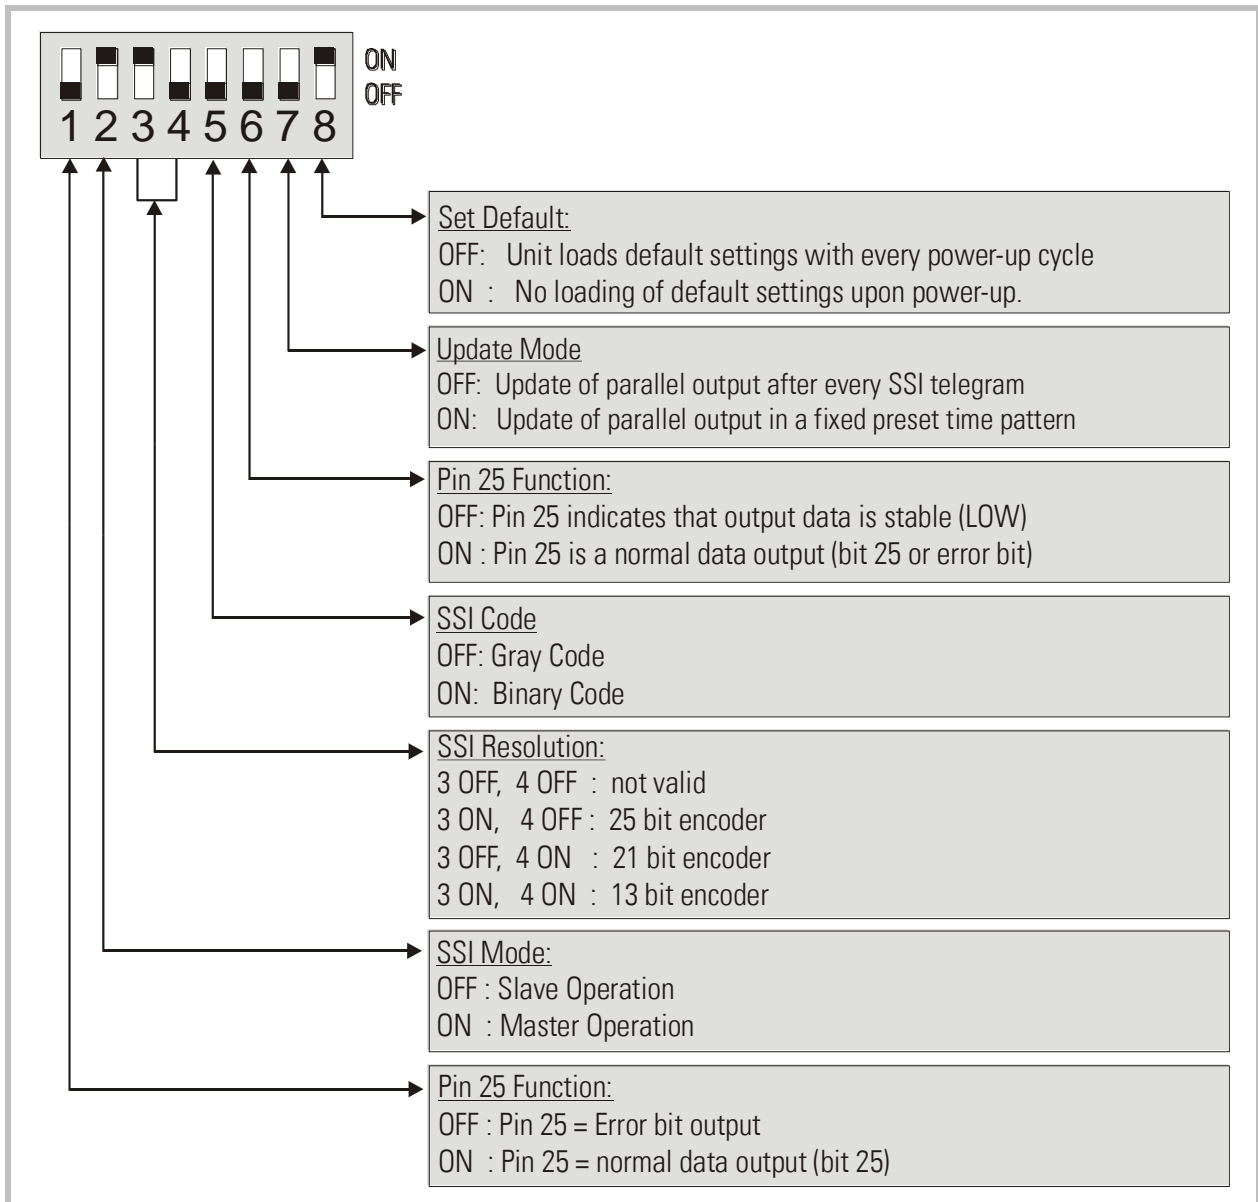 ON
OFF
1 2 3 4 5 6 7 8
Set Default:
OFF: Unit loads default settings with every power-up cycle
ON : No loading of default settings upon power-up.
Update Mode
OFF: Update of parallel output after every SSI telegram
ON: Update of parallel output in a fixed preset time pattern
Pin 25 Function:
OFF: Pin 25 indicates that output data is stable (LOW)
ON : Pin 25 is a normal data output (bit 25 or error bit)
SSI Code
OFF: Gray Code
ON: Binary Code
SSI Resolution:
3 OFF, 4 OFF : not valid
3 ON, 4 OFF : 25 bit encoder
3 OFF, 4 ON : 21 bit encoder
3 ON, 4 ON : 13 bit encoder
SSI Mode:
OFF : Slave Operation
ON : Master Operation
Pin 25 Function:
OFF : Pin 25 = Error bit output
ON : Pin 25 = normal data output (bit 25)